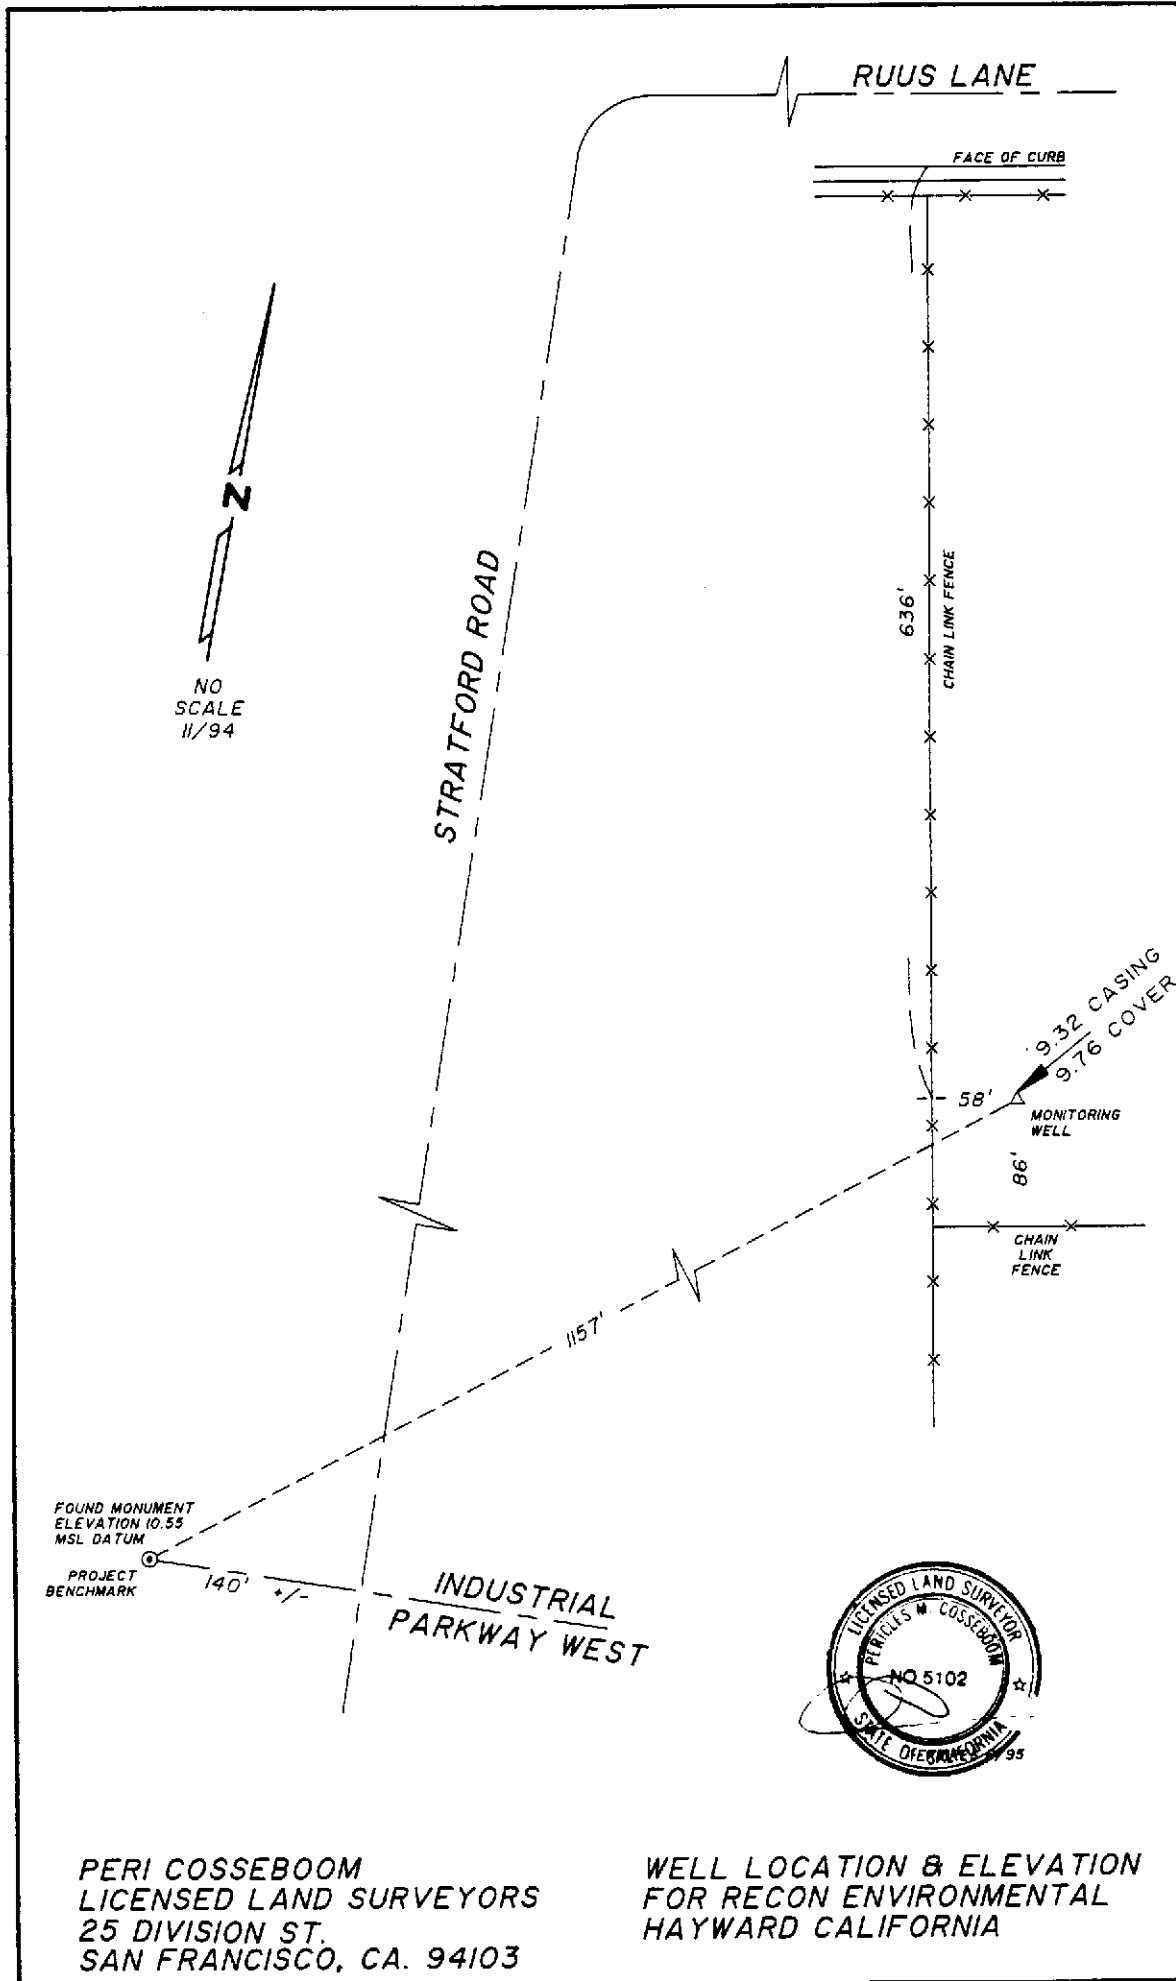 RUUS LANE
FACE OF CURB
N
NO
SCALE
11/94
STRATFORD ROAD
636'
CHAIN LINK FENCE
9.32 CASING
9.76 COVER
58'
MONITORING
WELL
86'
CHAIN
LINK
FENCE
1157'
FOUND MONUMENT
ELEVATION 10.55
MSL DATUM
PROJECT
BENCHMARK
140'
+/-
INDUSTRIAL
PARKWAY WEST
LICENSED LAND SURVEYOR
PERICLES M. COSSEBOOM
NO 5102
STATE OF CALIFORNIA
PERI COSSEBOOM
LICENSED LAND SURVEYORS
25 DIVISION ST.
SAN FRANCISCO, CA. 94103
WELL LOCATION & ELEVATION
FOR RECON ENVIRONMENTAL
HAYWARD CALIFORNIA